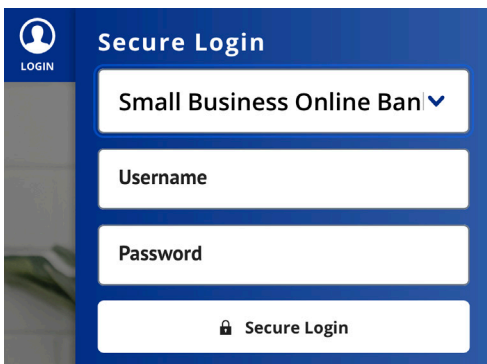 LOGIN
Secure Login
Small Business Online Ban
Username
Password
Secure Login